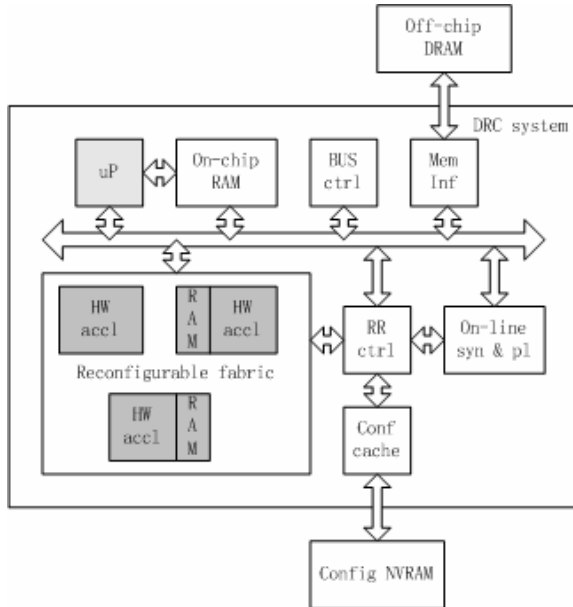 Off-chip
DRAM
DRC system
uP
On-chip
RAM
BUS
ctrl
Mem
Inf
HW
accl
R
A
M
HW
accl
Reconfigurable fabric
HW
accl
R
A
M
RR
ctrl
On-line
syn & pl
Conf
cache
Config NVRAM